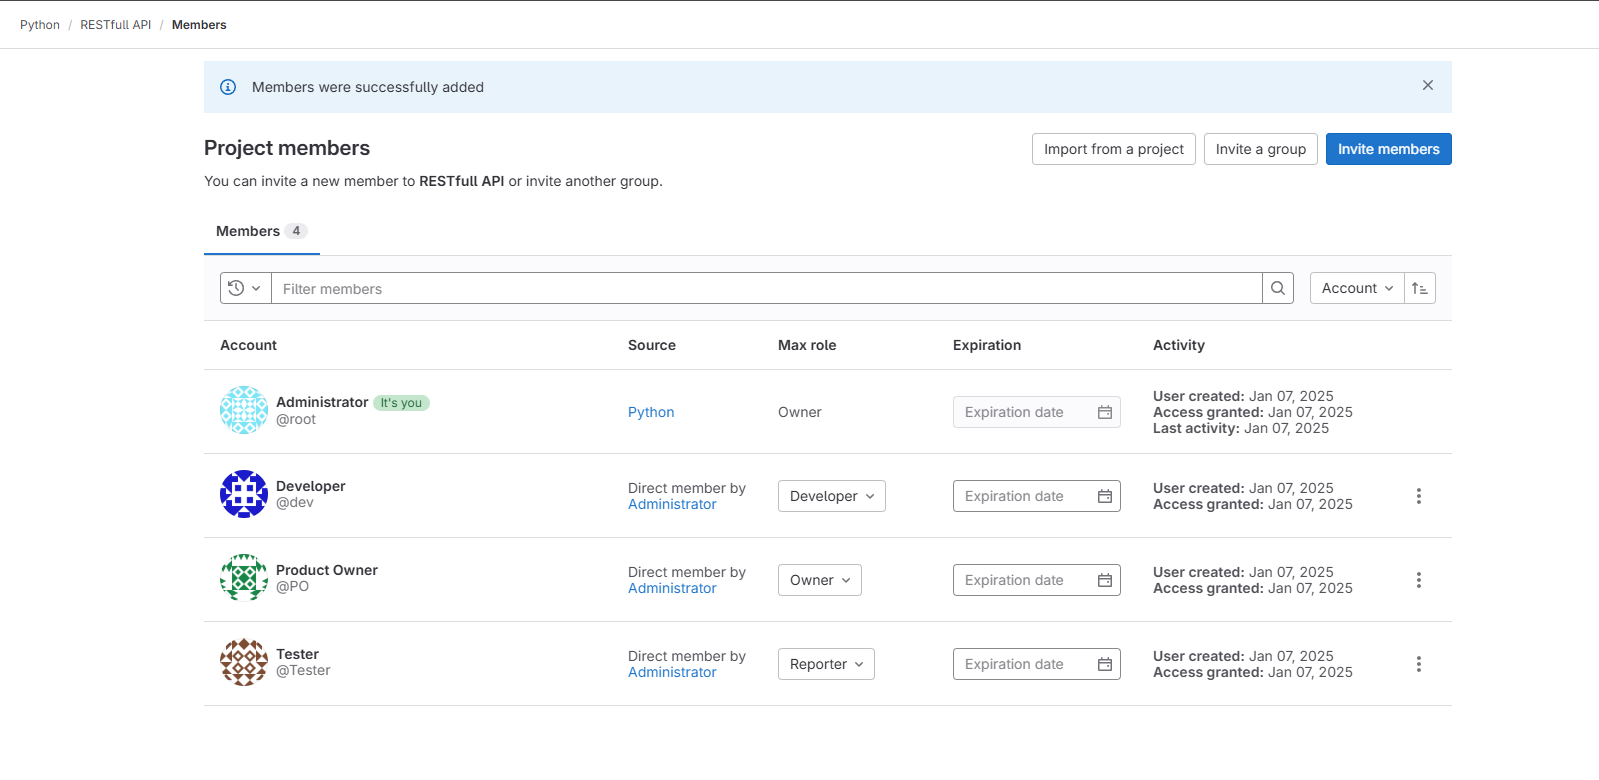 Python / RESTfull API / Members
Members were successfully added
Project members
Import from a project
Invite a group
Invite members
You can invite a new member to RESTfull API or invite another group.
Members 4
Filter members
Account
Account Source Max role Expiration Activity
Administrator It's you
@root
Python
Owner
Expiration date
User created: Jan 07, 2025
Access granted: Jan 07, 2025
Last activity: Jan 07, 2025
Developer
@dev
Direct member by
Administrator
Developer
Expiration date
User created: Jan 07, 2025
Access granted: Jan 07, 2025
Product Owner
@PO
Direct member by
Administrator
Owner
Expiration date
User created: Jan 07, 2025
Access granted: Jan 07, 2025
Tester
@Tester
Direct member by
Administrator
Reporter
Expiration date
User created: Jan 07, 2025
Access granted: Jan 07, 2025